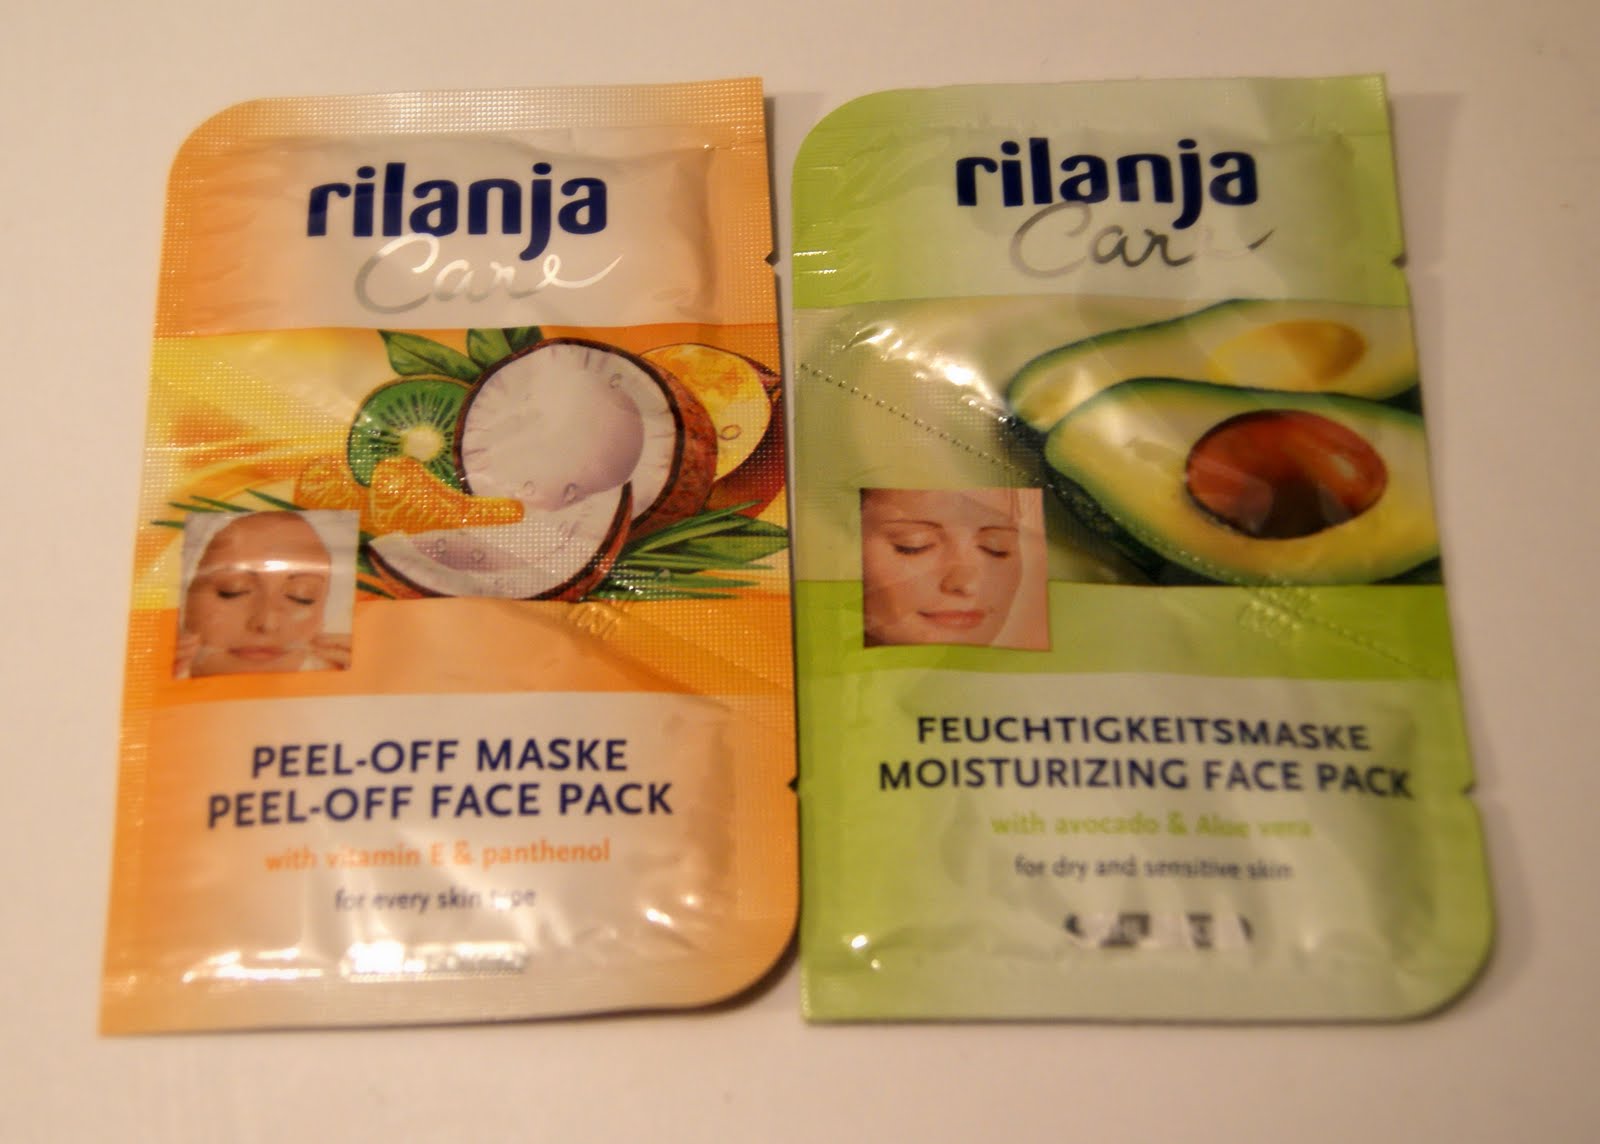 rilanja
Care
PEEL-OFF MASKE
PEEL-OFF FACE PACK
with vitamin E & panthenol
for every skin type
rilanja
Care
FEUCHTIGKEITSMASKE
MOISTURIZING FACE PACK
with avocado & Aloe vera
for dry and sensitive skin